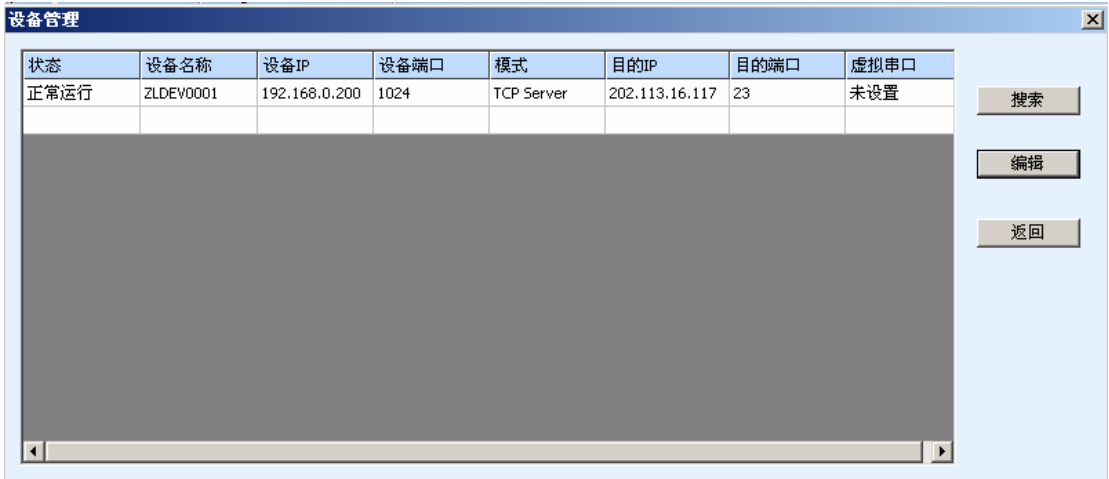 设备管理
状态 设备名称 设备IP 设备端口 模式 目的IP 目的端口 虚拟串口
正常运行 ZLDEV0001 192.168.0.200 1024 TCP Server 202.113.16.117 23 未设置
搜索
编辑
返回